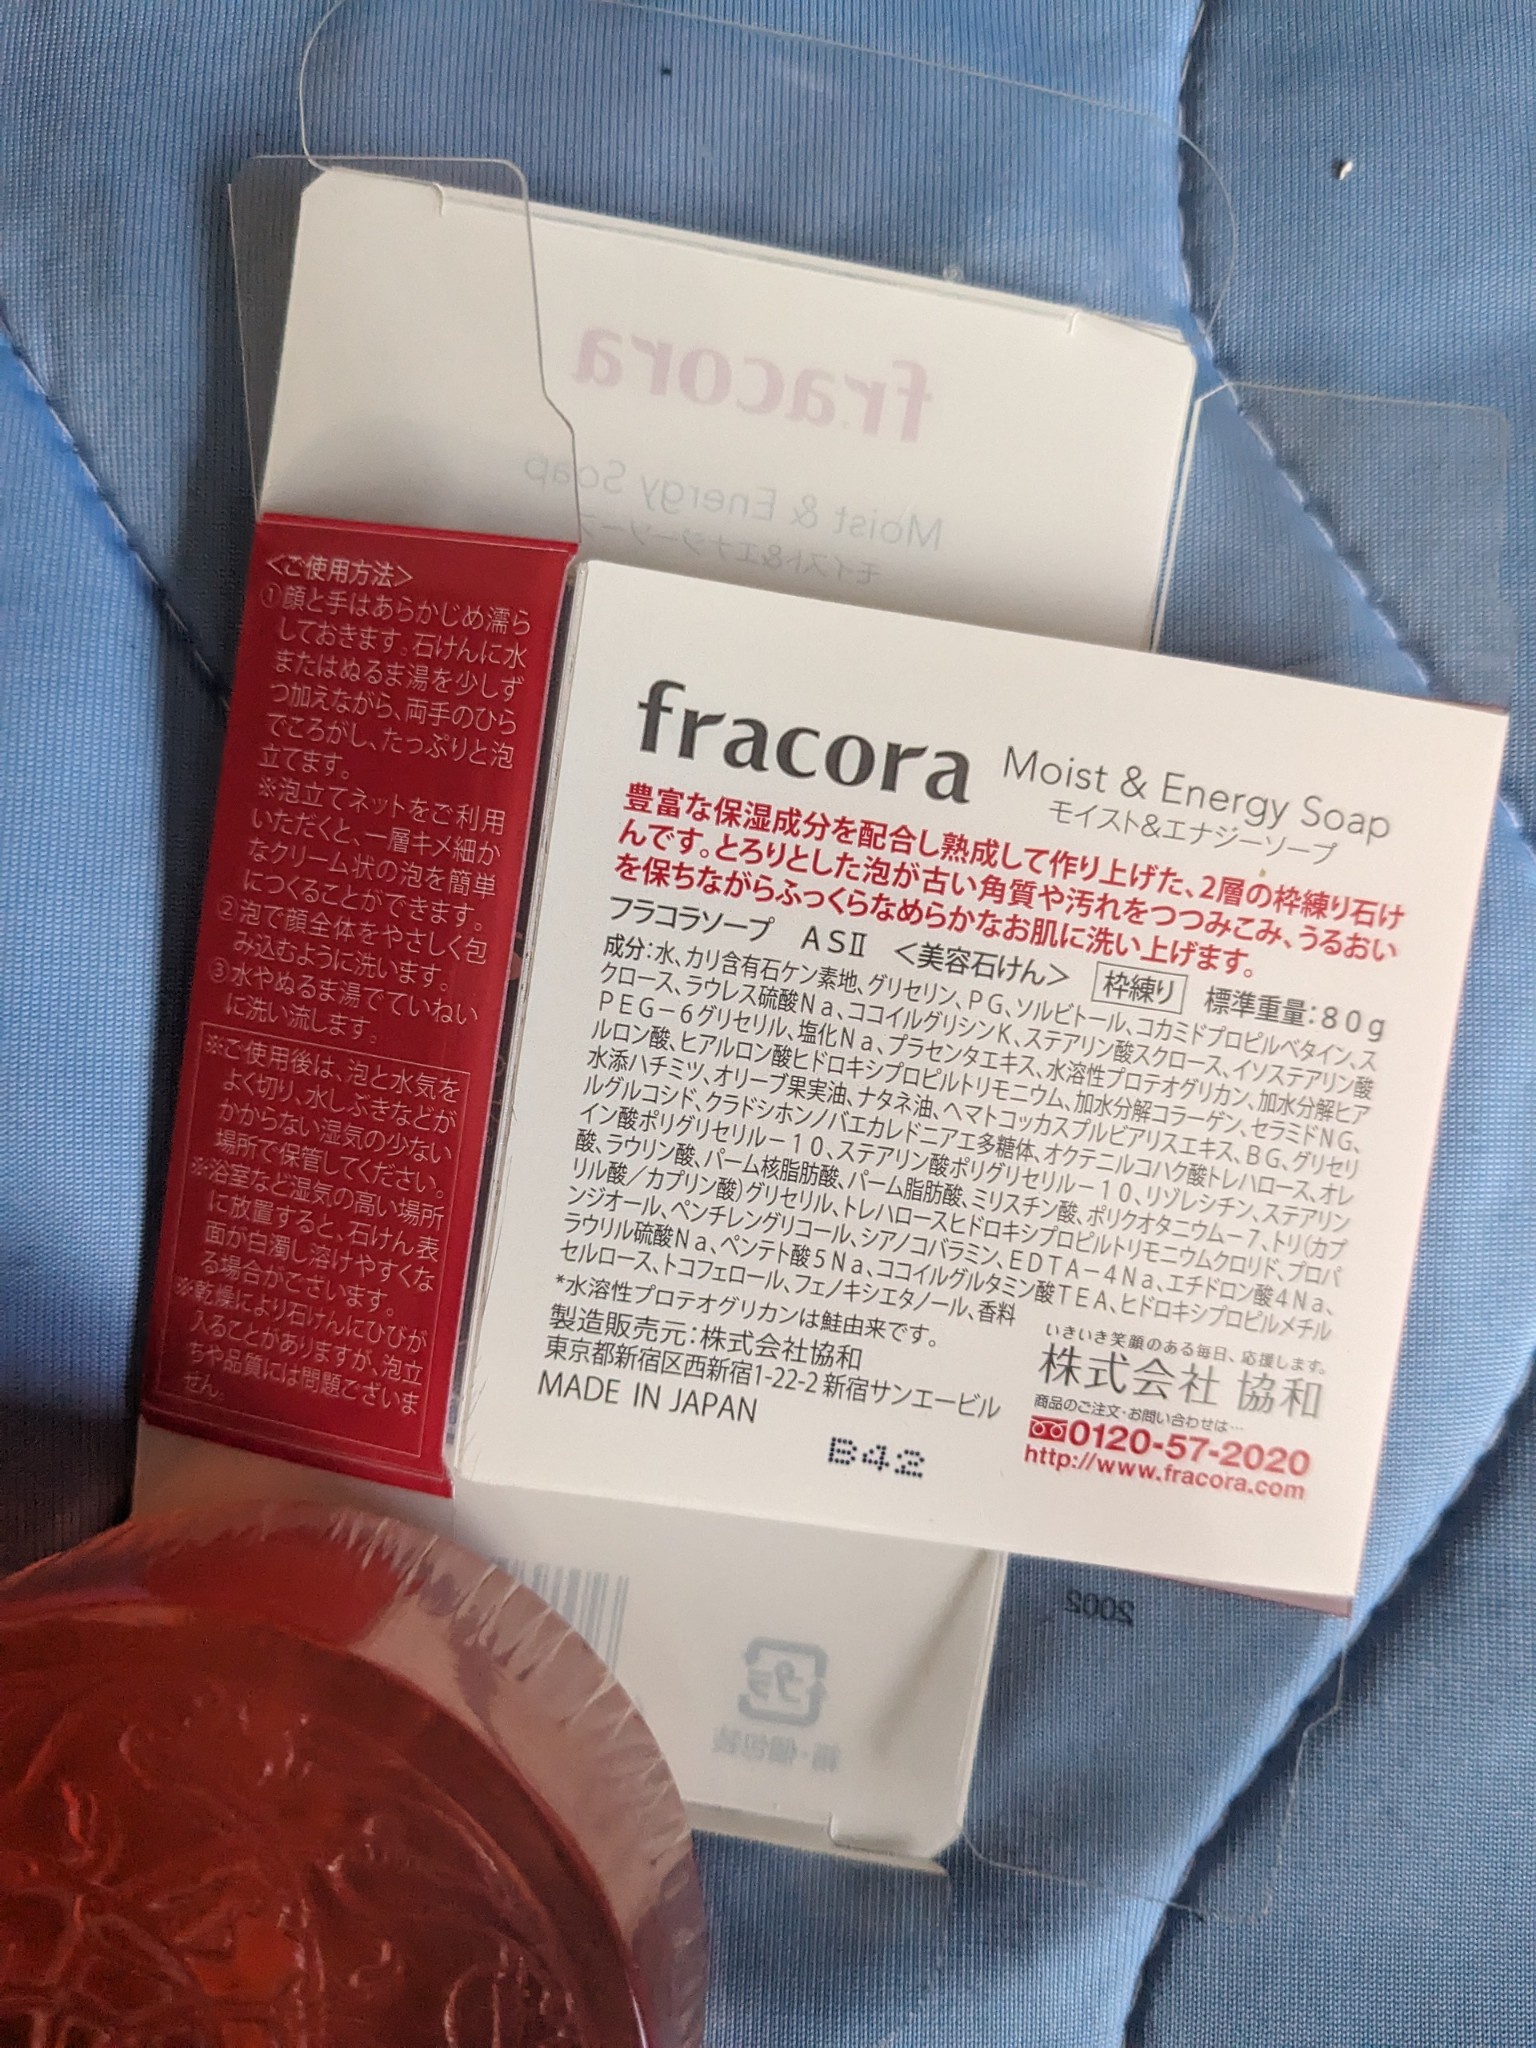 fracora
Moist & Energy Soap
モイスト&エナジーソープ
<ご使用方法>
①顔と手はあらかじめ濡ら
しておきます。石けんに水
またはぬるま湯を少しず
つ加えながら、両手のひら
でころがし、たっぷりと泡
立てます。
※泡立てネットをご利用
いただくと、一層キメ細か
なクリーム状の泡を簡単
につくることができます。
②泡で顔全体をやさしく包
み込むように洗います。
③水やぬるま湯でていねい
に洗い流します。
※ご使用後は、泡と水気を
よく切り、水しぶきなどが
かからない湿気の少ない
場所で保管してください。
※浴室など湿気の高い場所
に放置すると、石けん表
面が白濁し溶けやすくな
る場合がございます。
※乾燥により石けんにひびが
入ることがありますが、泡立
ちや品質には問題ございま
せん。
fracora Moist & Energy Soap
モイスト&エナジーソープ
豊富な保湿成分を配合し熟成して作り上げた、2層の枠練り石け
んです。とろりとした泡が古い角質や汚れをつつみこみ、うるおい
を保ちながらふっくらなめらかなお肌に洗い上げます。
フラコラソープ ASⅡ <美容石けん> 枠練り 標準重量:80g
成分:水、カリ含有石ケン素地、グリセリン、PG、ソルビトール、コカミドプロピルベタイン、ス
クロース、ラウレス硫酸Na、ココイルグリシンK、ステアリン酸スクロース、イソステアリン酸
PEG-6グリセリル、塩化Na、プラセンタエキス、水溶性プロテオグリカン、加水分解ヒア
ルロン酸、ヒアルロン酸ヒドロキシプロピルトリモニウム、加水分解コラーゲン、セラミドNG、
水添ハチミツ、オリーブ果実油、ナタネ油、ヘマトコッカスプルビアリスエキス、BG、グリセリ
ルグルコシド、クラドシホンノバエカレドニアエ多糖体、オクテニルコハク酸トレハロース、オレ
イン酸ポリグリセリル-10、ステアリン酸ポリグリセリル-10、リゾレシチン、ステアリン
酸、ラウリン酸、パーム核脂肪酸、パーム脂肪酸、ミリスチン酸、ポリクオタニウム-7、トリ(カプ
リル酸/カプリン酸)グリセリル、トレハロースヒドロキシプロピルトリモニウムクロリド、プロパ
ンジオール、ペンチレングリコール、シアノコバラミン、EDTA-4Na、エチドロン酸4Na、
ラウリル硫酸Na、ペンテト酸5Na、ココイルグルタミン酸TEA、ヒドロキシプロピルメチル
セルロース、トコフェロール、フェノキシエタノール、香料
*水溶性プロテオグリカンは鮭由来です。
製造販売元:株式会社協和
東京都新宿区西新宿1-22-2 新宿サンエービル
MADE IN JAPAN
B42
いきいき笑顔のある毎日、応援します。
株式会社 協和
商品のご注文・お問い合わせは…
0120-57-2020
http://www.fracora.com
2002
プラ
箱・個包装